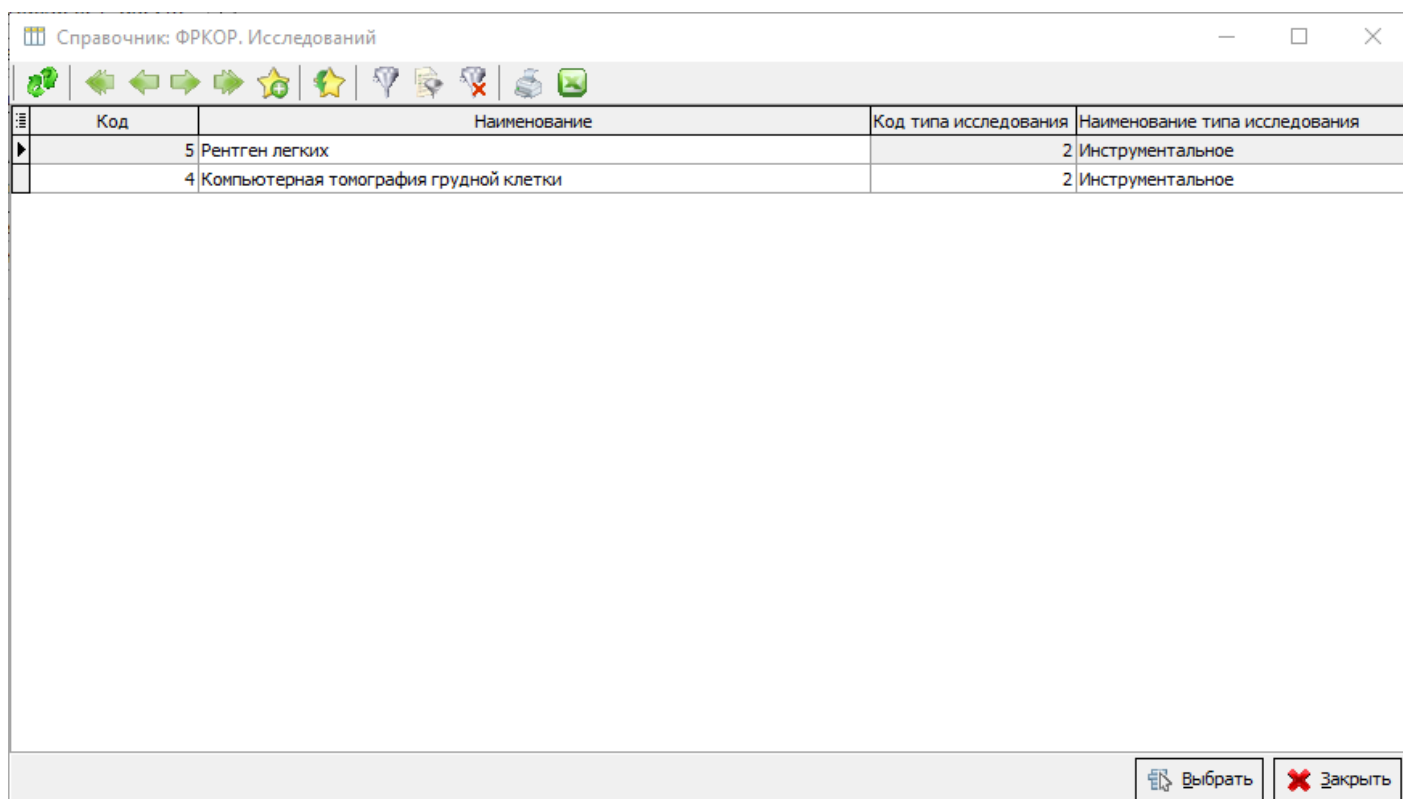 Справочник: ФРКОР. Исследований
Код Наименование Код типа исследования Наименование типа исследования
5 Рентген легких 2 Инструментальное
4 Компьютерная томография грудной клетки 2 Инструментальное
Выбрать Закрыть